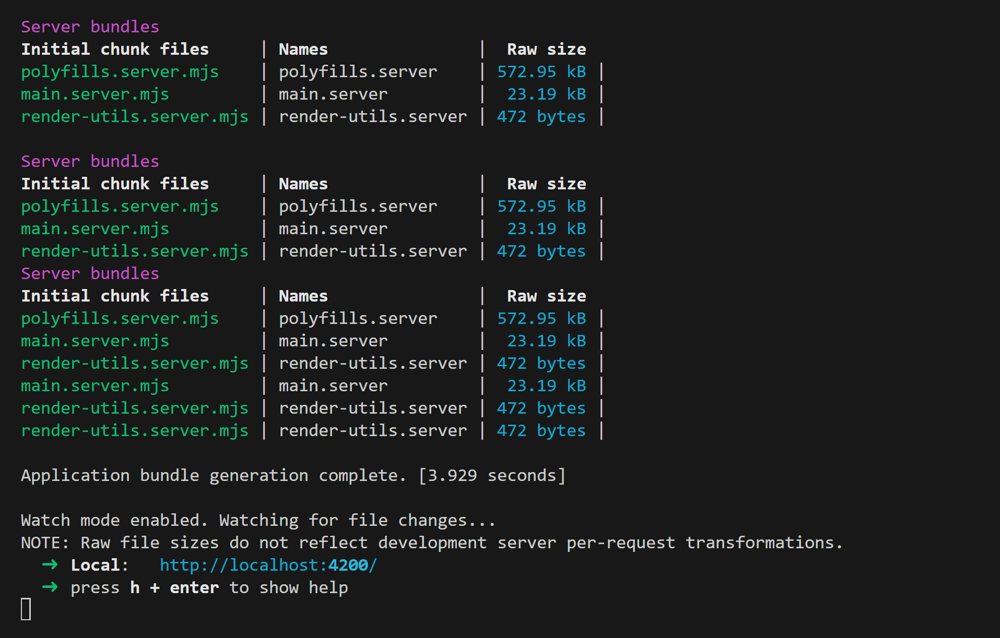 Server bundles
Initial chunk files     | Names               |  Raw size
polyfills.server.mjs    | polyfills.server    | 572.95 kB |
main.server.mjs         | main.server         |  23.19 kB |
render-utils.server.mjs | render-utils.server | 472 bytes |
Server bundles
Initial chunk files     | Names               |  Raw size
polyfills.server.mjs    | polyfills.server    | 572.95 kB |
main.server.mjs         | main.server         |  23.19 kB |
render-utils.server.mjs | render-utils.server | 472 bytes |
Server bundles
Initial chunk files     | Names               |  Raw size
polyfills.server.mjs    | polyfills.server    | 572.95 kB |
main.server.mjs         | main.server         |  23.19 kB |
render-utils.server.mjs | render-utils.server | 472 bytes |
main.server.mjs         | main.server         |  23.19 kB |
render-utils.server.mjs | render-utils.server | 472 bytes |
render-utils.server.mjs | render-utils.server | 472 bytes |
Application bundle generation complete. [3.929 seconds]
Watch mode enabled. Watching for file changes...
NOTE: Raw file sizes do not reflect development server per-request transformations.
➜ Local:   http://localhost:4200/
➜ press h + enter to show help